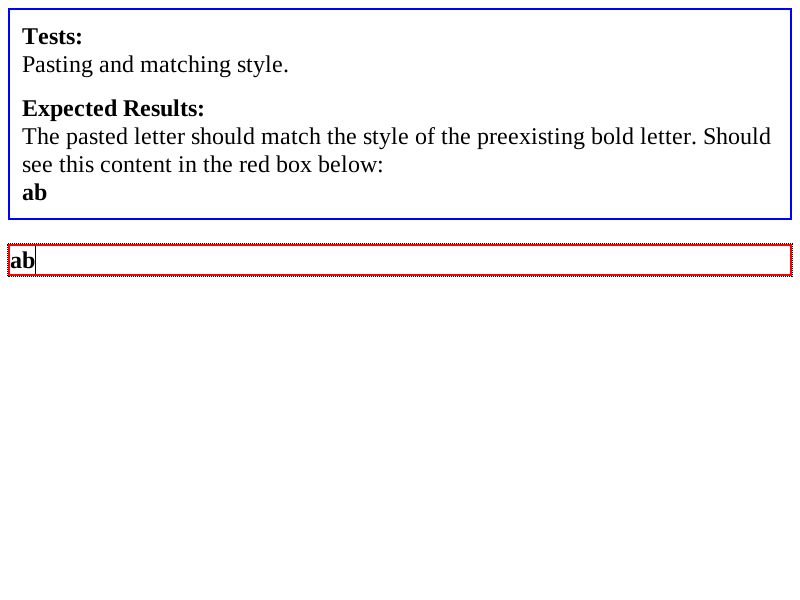 Tests:
Pasting and matching style.
Expected Results:
The pasted letter should match the style of the preexisting bold letter. Should
see this content in the red box below:
ab
ab